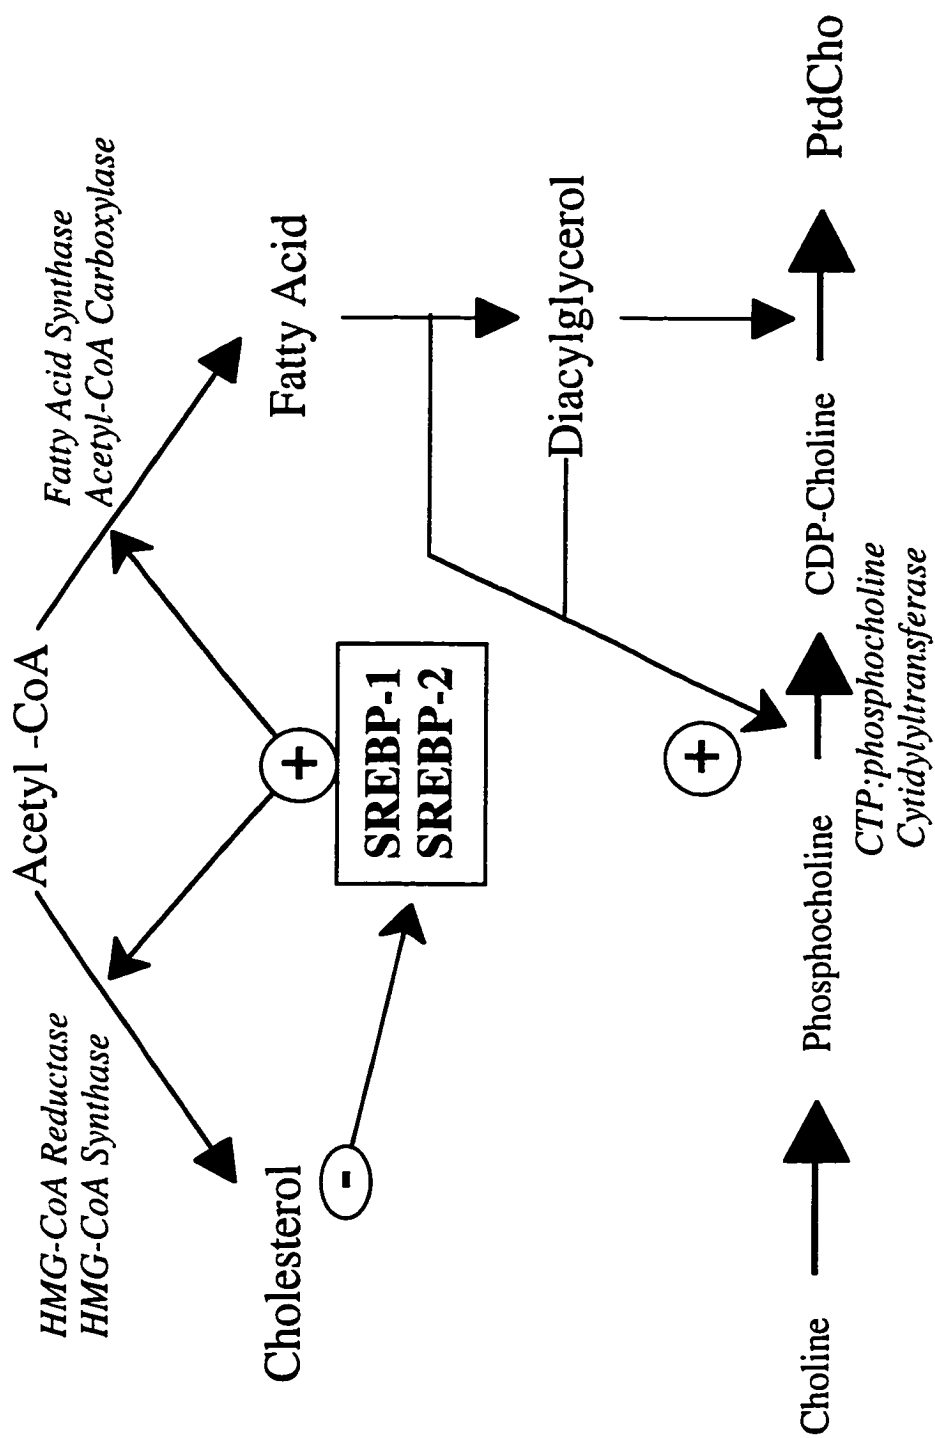 Acetyl -CoA
HMG-CoA Reductase
HMG-CoA Synthase
Fatty Acid Synthase
Acetyl-CoA Carboxylase
Cholesterol
-
+
Fatty Acid
SREBP-1
SREBP-2
Diacylglycerol
+
Choline
Phosphocholine
CDP-Choline
PtdCho
CTP:phosphocholine
Cytidylyltransferase